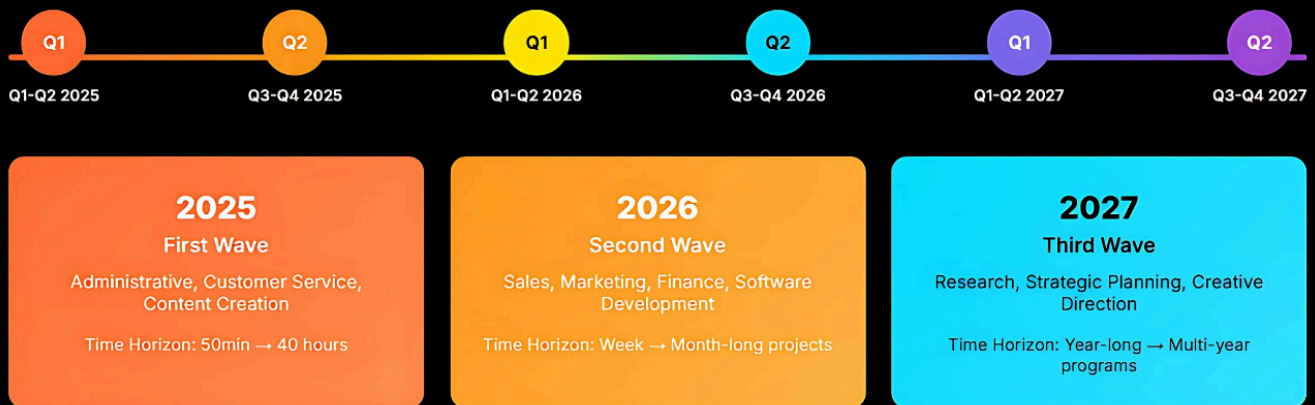 Q1
Q2
Q1
Q2
Q1
Q2
Q1-Q2 2025
Q3-Q4 2025
Q1-Q2 2026
Q3-Q4 2026
Q1-Q2 2027
Q3-Q4 2027
2025
First Wave
Administrative, Customer Service,
Content Creation
Time Horizon: 50min → 40 hours
2026
Second Wave
Sales, Marketing, Finance, Software
Development
Time Horizon: Week → Month-long projects
2027
Third Wave
Research, Strategic Planning, Creative
Direction
Time Horizon: Year-long → Multi-year
programs